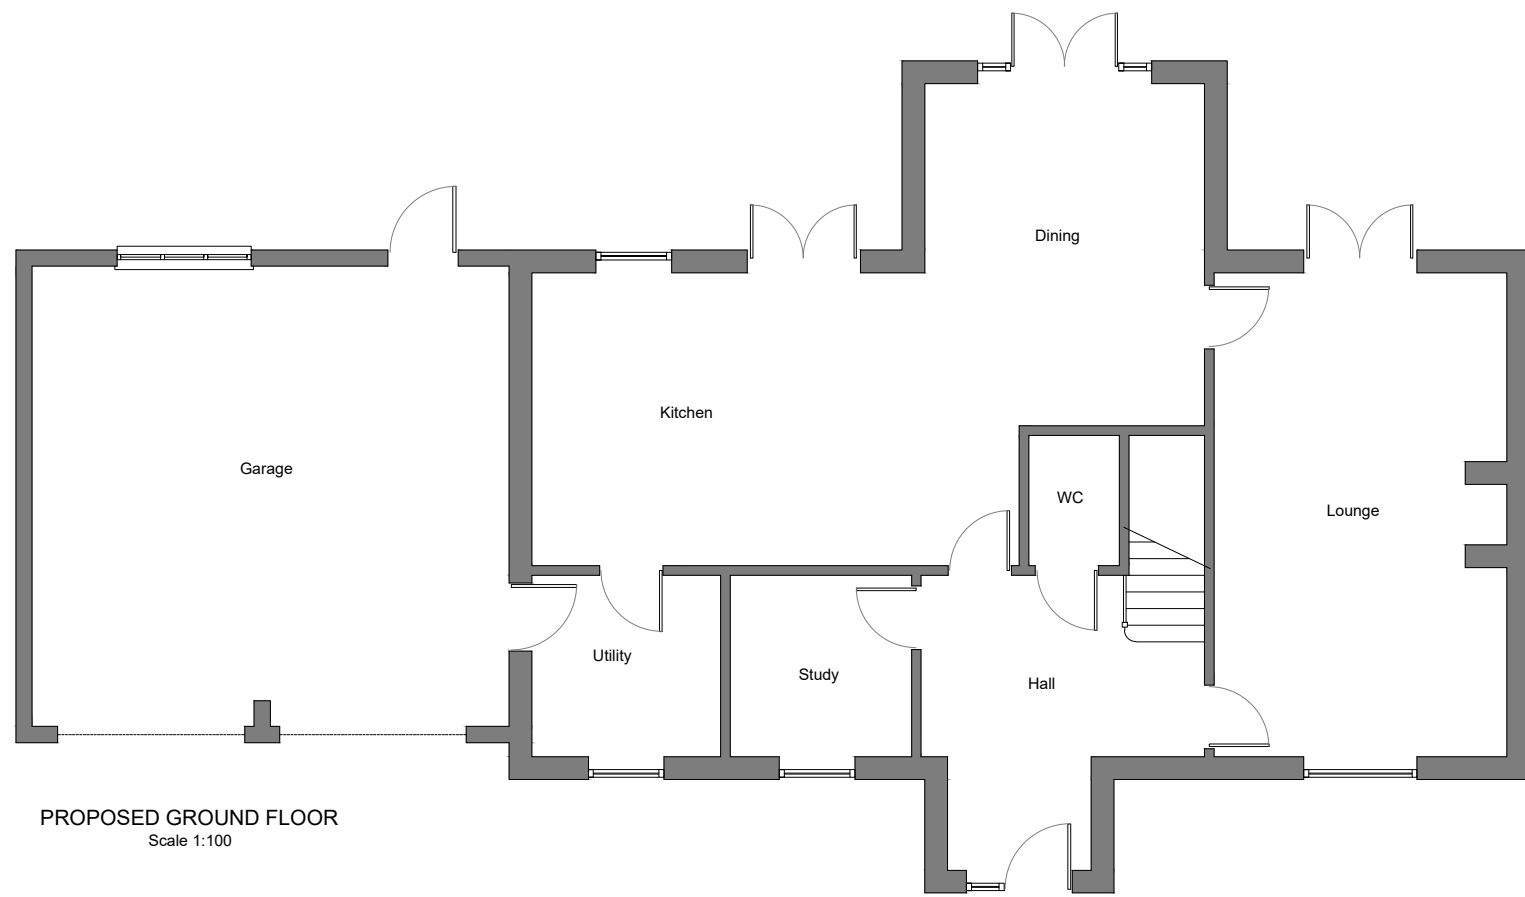 Dining
Kitchen
Garage
WC
Lounge
Utility
Study
Hall
PROPOSED GROUND FLOOR
Scale 1:100